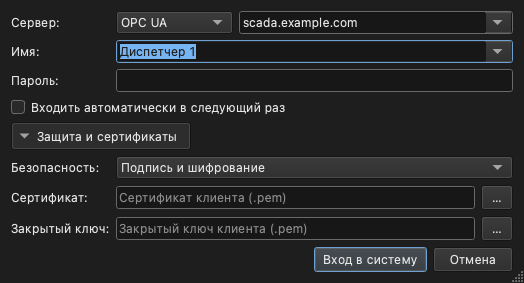 Сервер: OPC UA scada.example.com
Имя: Диспетчер 1
Пароль:
Входить автоматически в следующий раз
Защита и сертификаты
Безопасность: Подпись и шифрование
Сертификат: Сертификат клиента (.pem) ...
Закрытый ключ: Закрытый ключ клиента (.pem) ...
Вход в систему Отмена